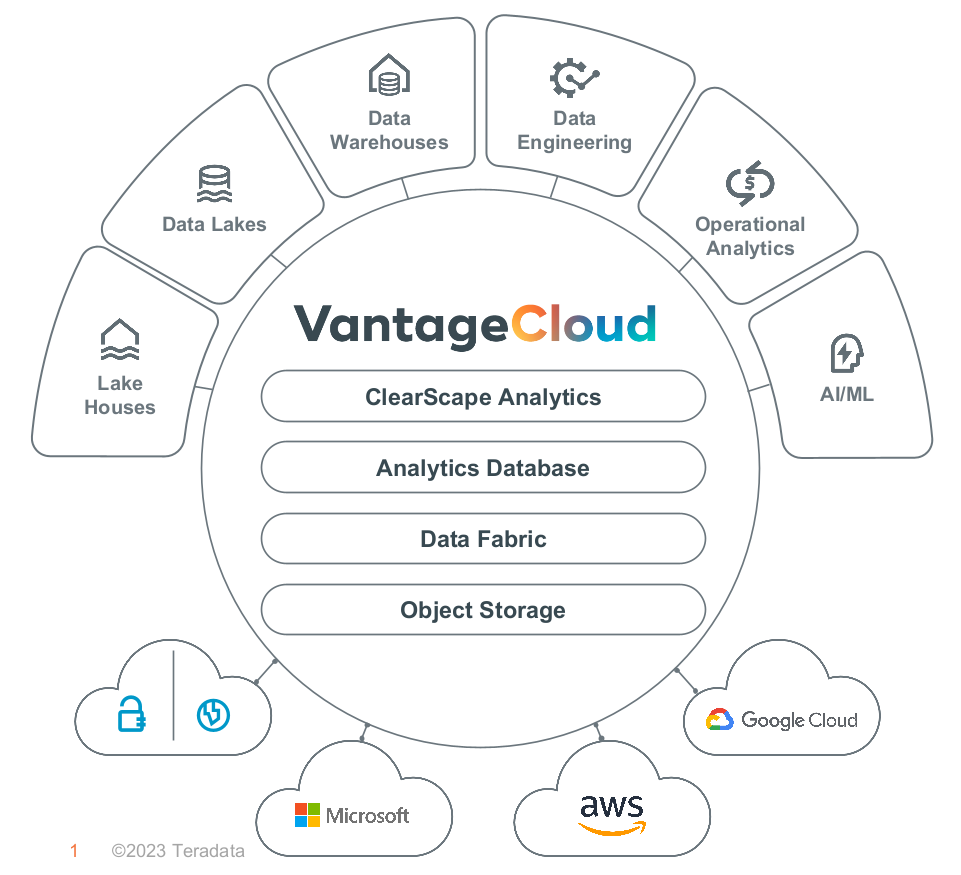 Data
Warehouses
Data
Engineering
Data Lakes
Operational
Analytics
Lake
Houses
AI/ML
VantageCloud
ClearScape Analytics
Analytics Database
Data Fabric
Object Storage
Google Cloud
Microsoft
aws
1 ©2023 Teradata